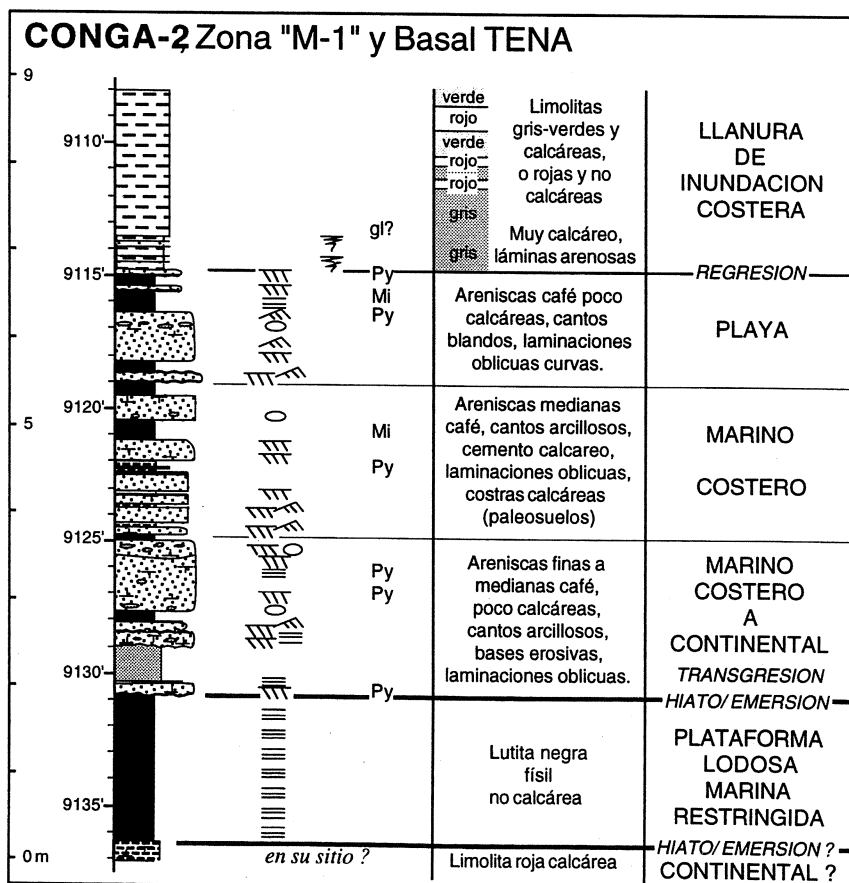 CONGA-2, Zona "M-1" y Basal TENA
9
9110'
9115'
9120'
5
9125'
9130'
9135'
0 m
gl?
Py
Mi
Py
Mi
Py
Py
Py
Py
en su sitio ?
verde
rojo
verde
rojo
rojo
gris
gris
Limolitas
gris-verdes y
calcáreas,
o rojas y no
calcáreas
Muy calcáreo,
láminas arenosas
LLANURA
DE
INUNDACION
COSTERA
REGRESION
Areniscas café poco
calcáreas, cantos
blandos, laminaciones
oblicuas curvas.
PLAYA
Areniscas medianas
café, cantos arcillosos,
cemento calcareo,
laminaciones oblicuas,
costras calcáreas
(paleosuelos)
MARINO
COSTERO
Areniscas finas a
medianas café,
poco calcáreas,
cantos arcillosos,
bases erosivas,
laminaciones oblicuas.
MARINO
COSTERO
A
CONTINENTAL
TRANSGRESION
HIATO/ EMERSION
Lutita negra
físil
no calcárea
PLATAFORMA
LODOSA
MARINA
RESTRINGIDA
HIATO/ EMERSION ?
Limolita roja calcárea
CONTINENTAL ?